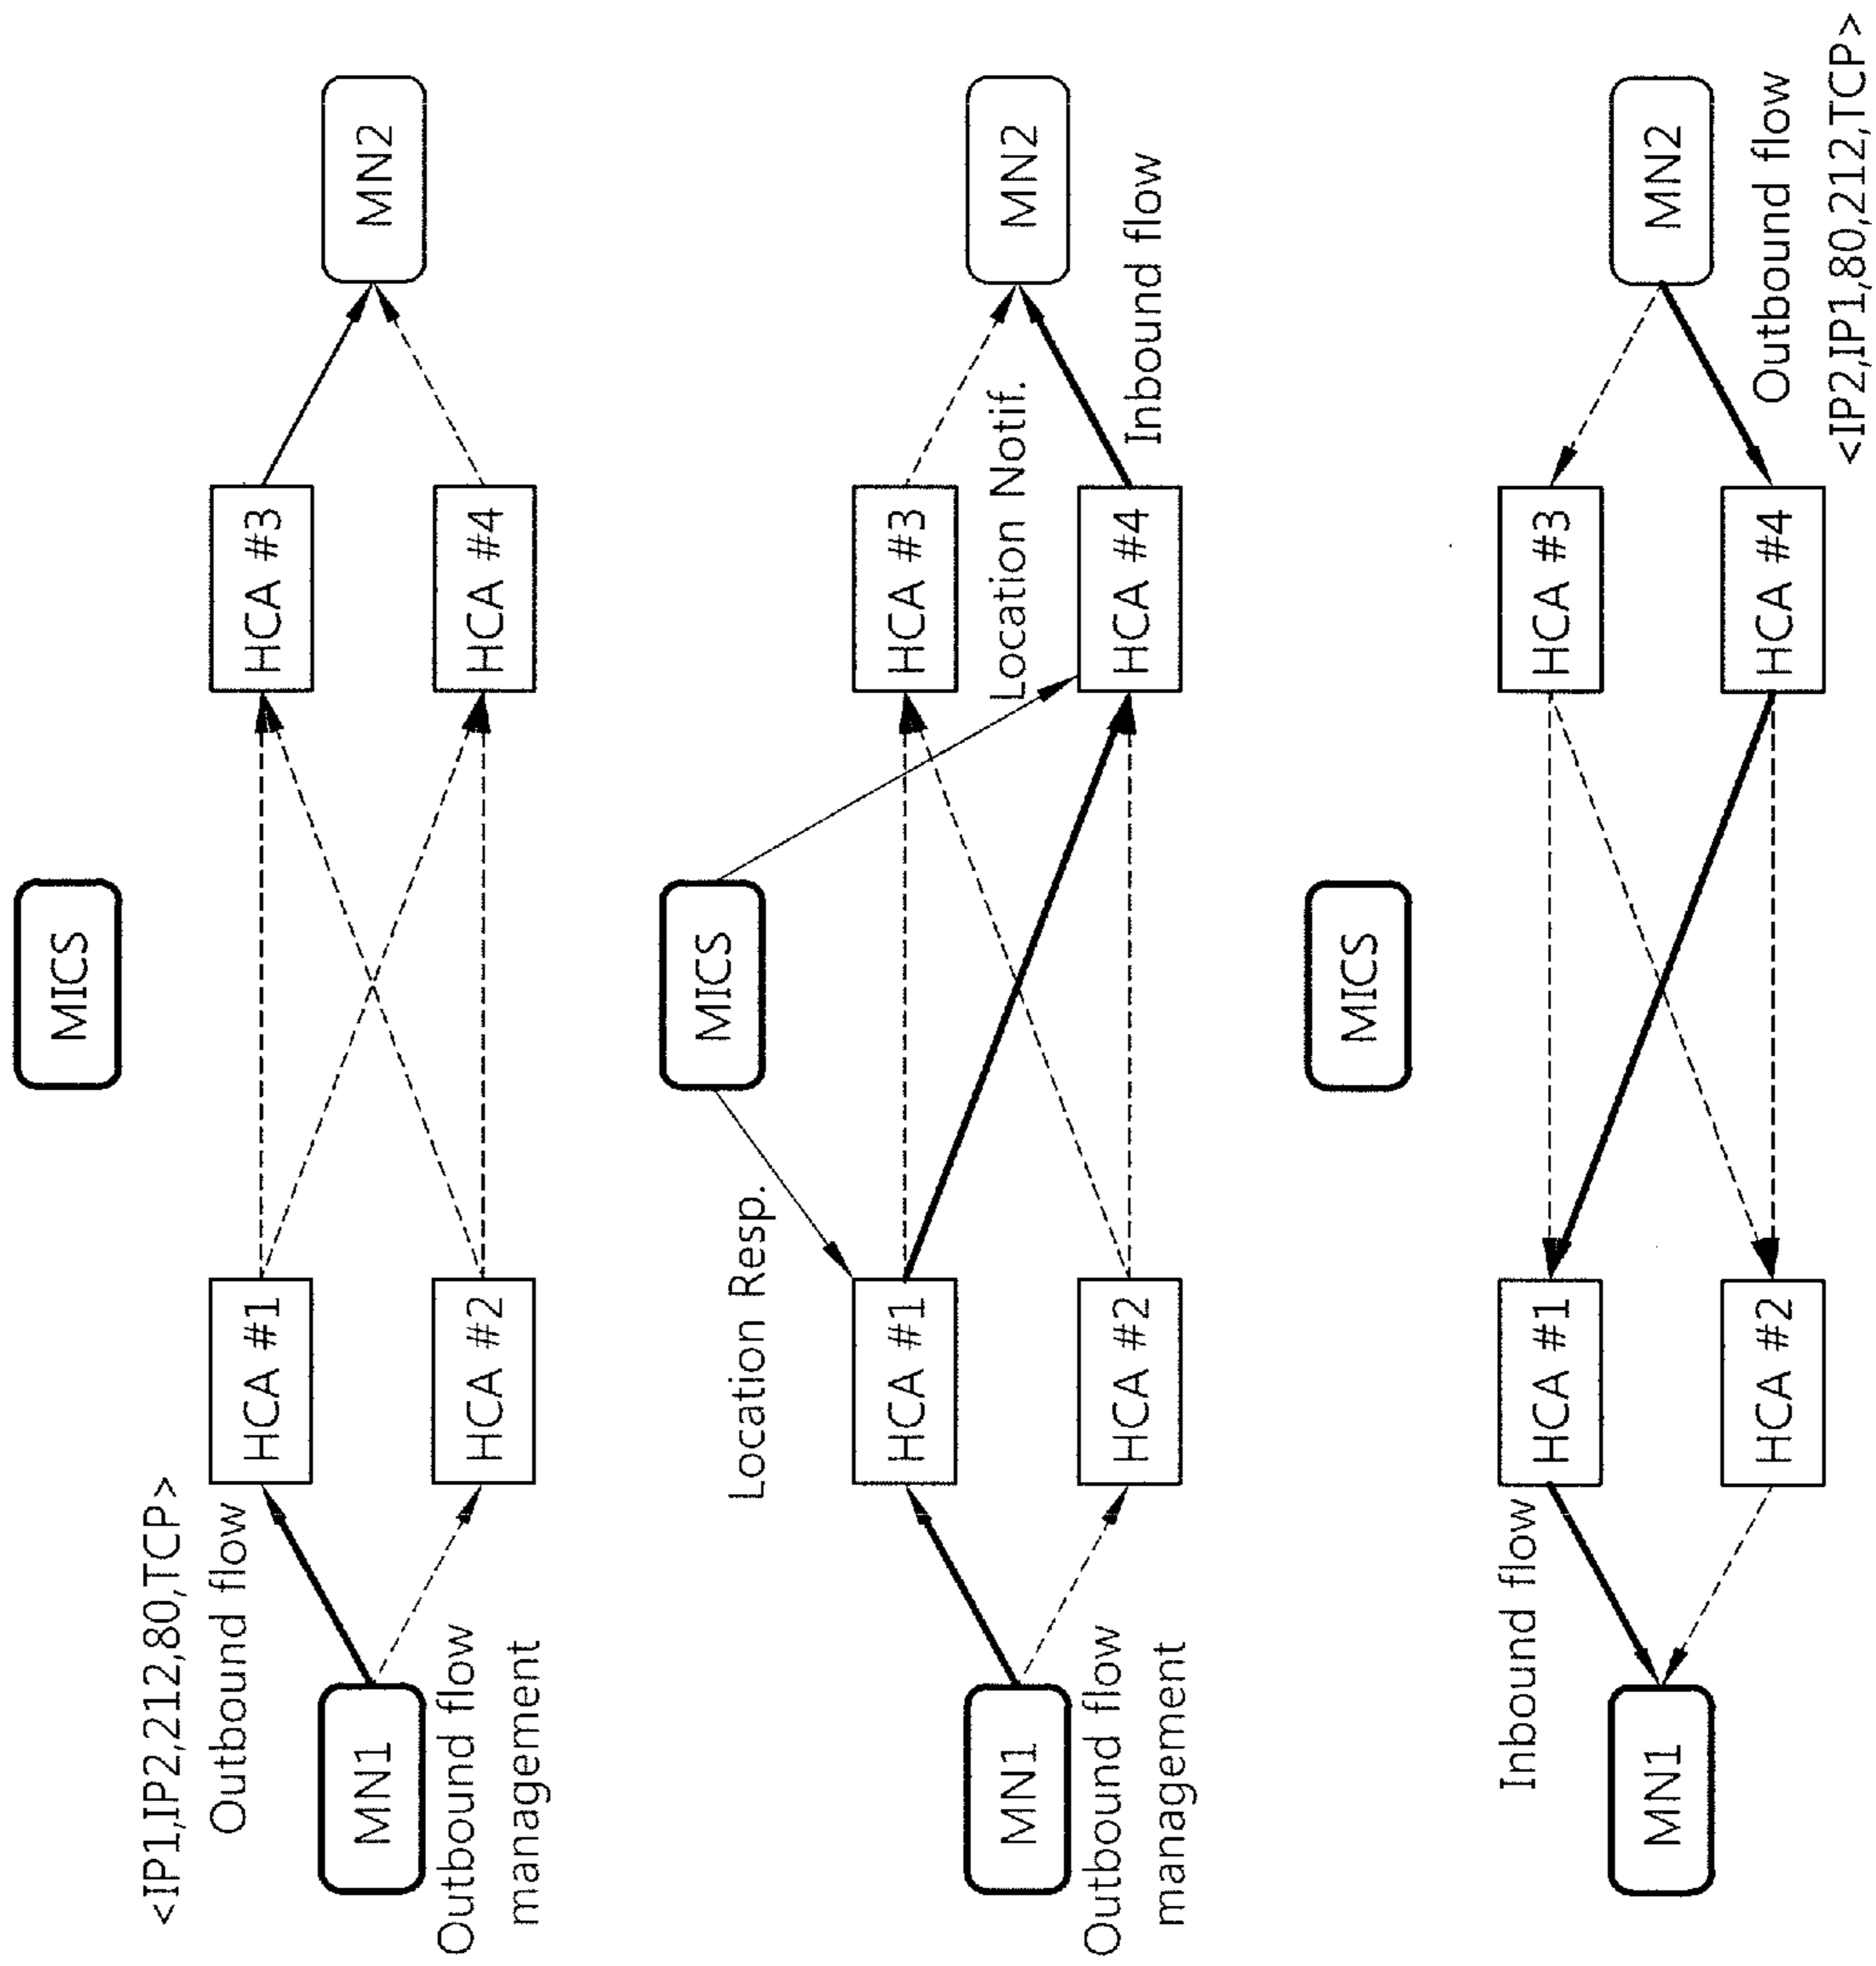 MICS
<IP1,IP2,212,80,TCP>
Outbound flow
HCA #1
HCA #3
MN1
MN2
Outbound flow
management
HCA #2
HCA #4
MICS
Location Resp.
HCA #1
HCA #3
MN1
MN2
Location Notif.
Outbound flow
management
HCA #2
HCA #4
Inbound flow
MICS
Inbound flow
HCA #1
HCA #3
MN1
MN2
HCA #2
HCA #4
Outbound flow
<IP2,IP1,80,212,TCP>